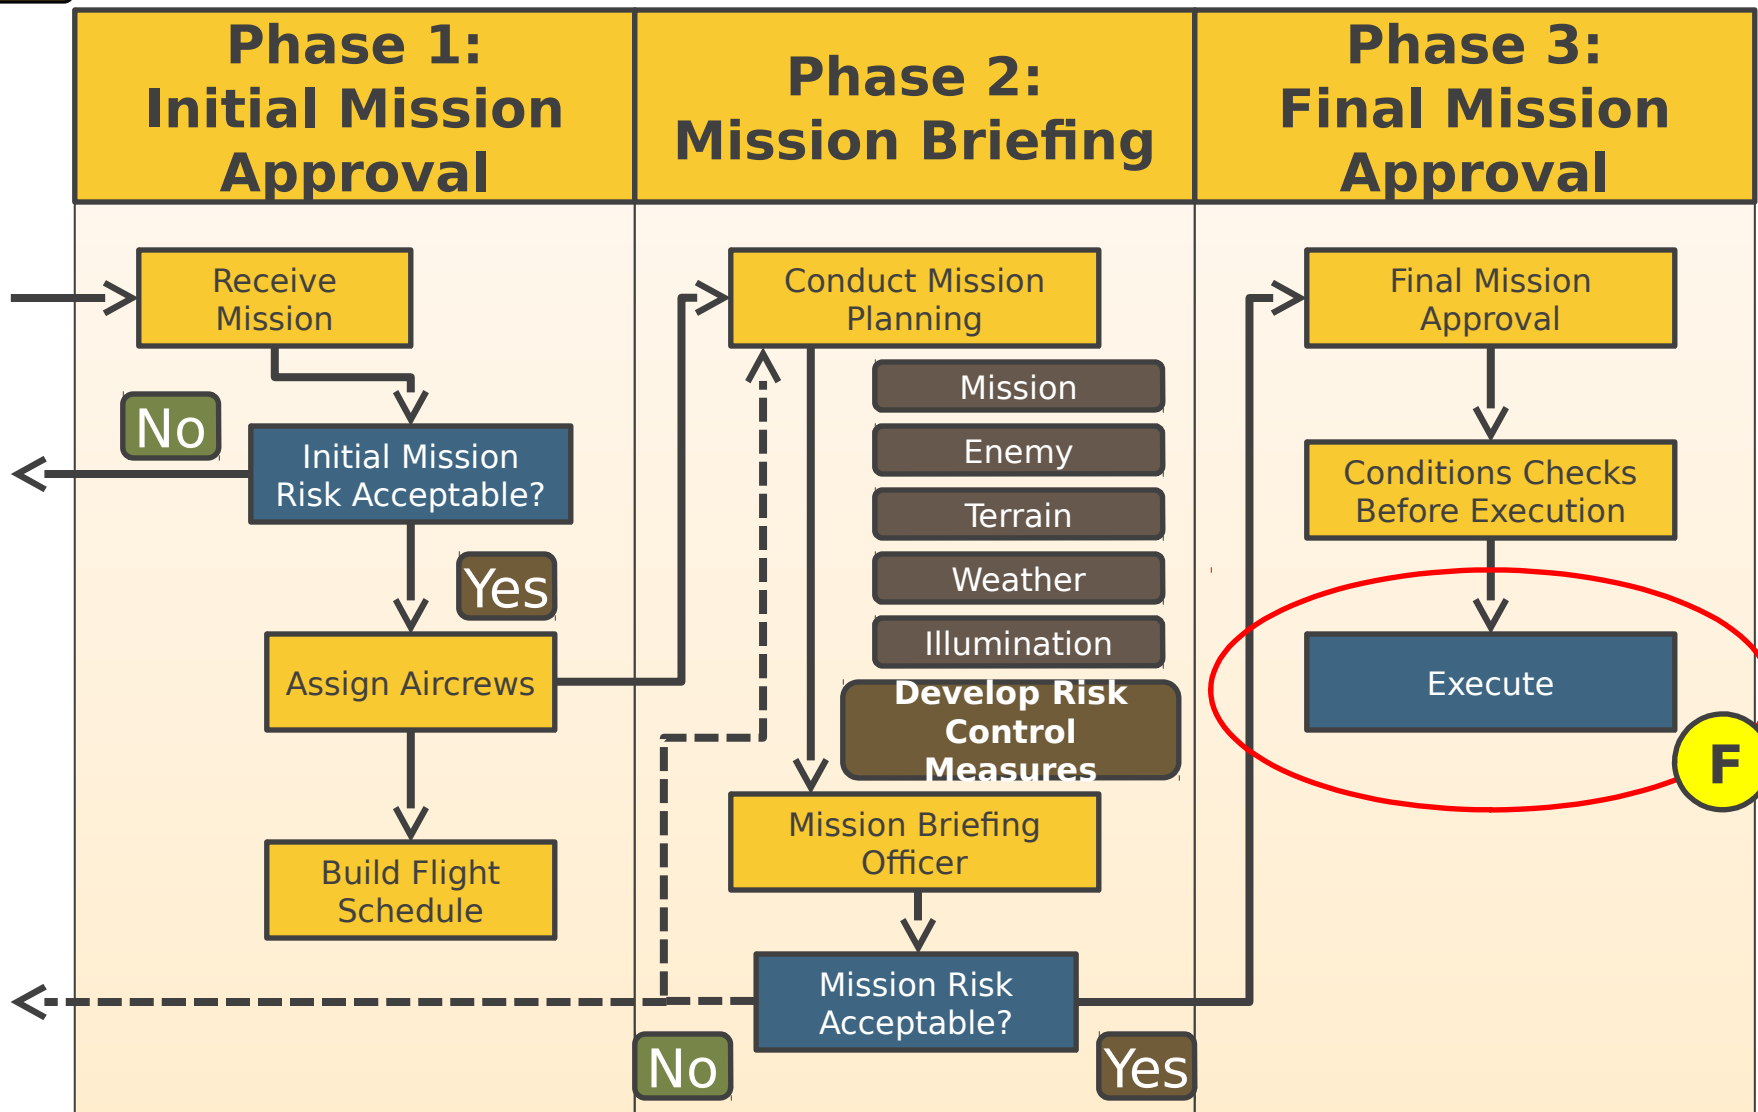 Phase 1:
Initial Mission
Approval
Phase 2:
Mission Briefing
Phase 3:
Final Mission
Approval
Receive
Mission
No
Initial Mission
Risk Acceptable?
Yes
Assign Aircrews
Build Flight
Schedule
Conduct Mission
Planning
Mission
Enemy
Terrain
Weather
Illumination
Develop Risk
Control
Measures
Mission Briefing
Officer
Mission Risk
Acceptable?
No
Yes
Final Mission
Approval
Conditions Checks
Before Execution
Execute
F